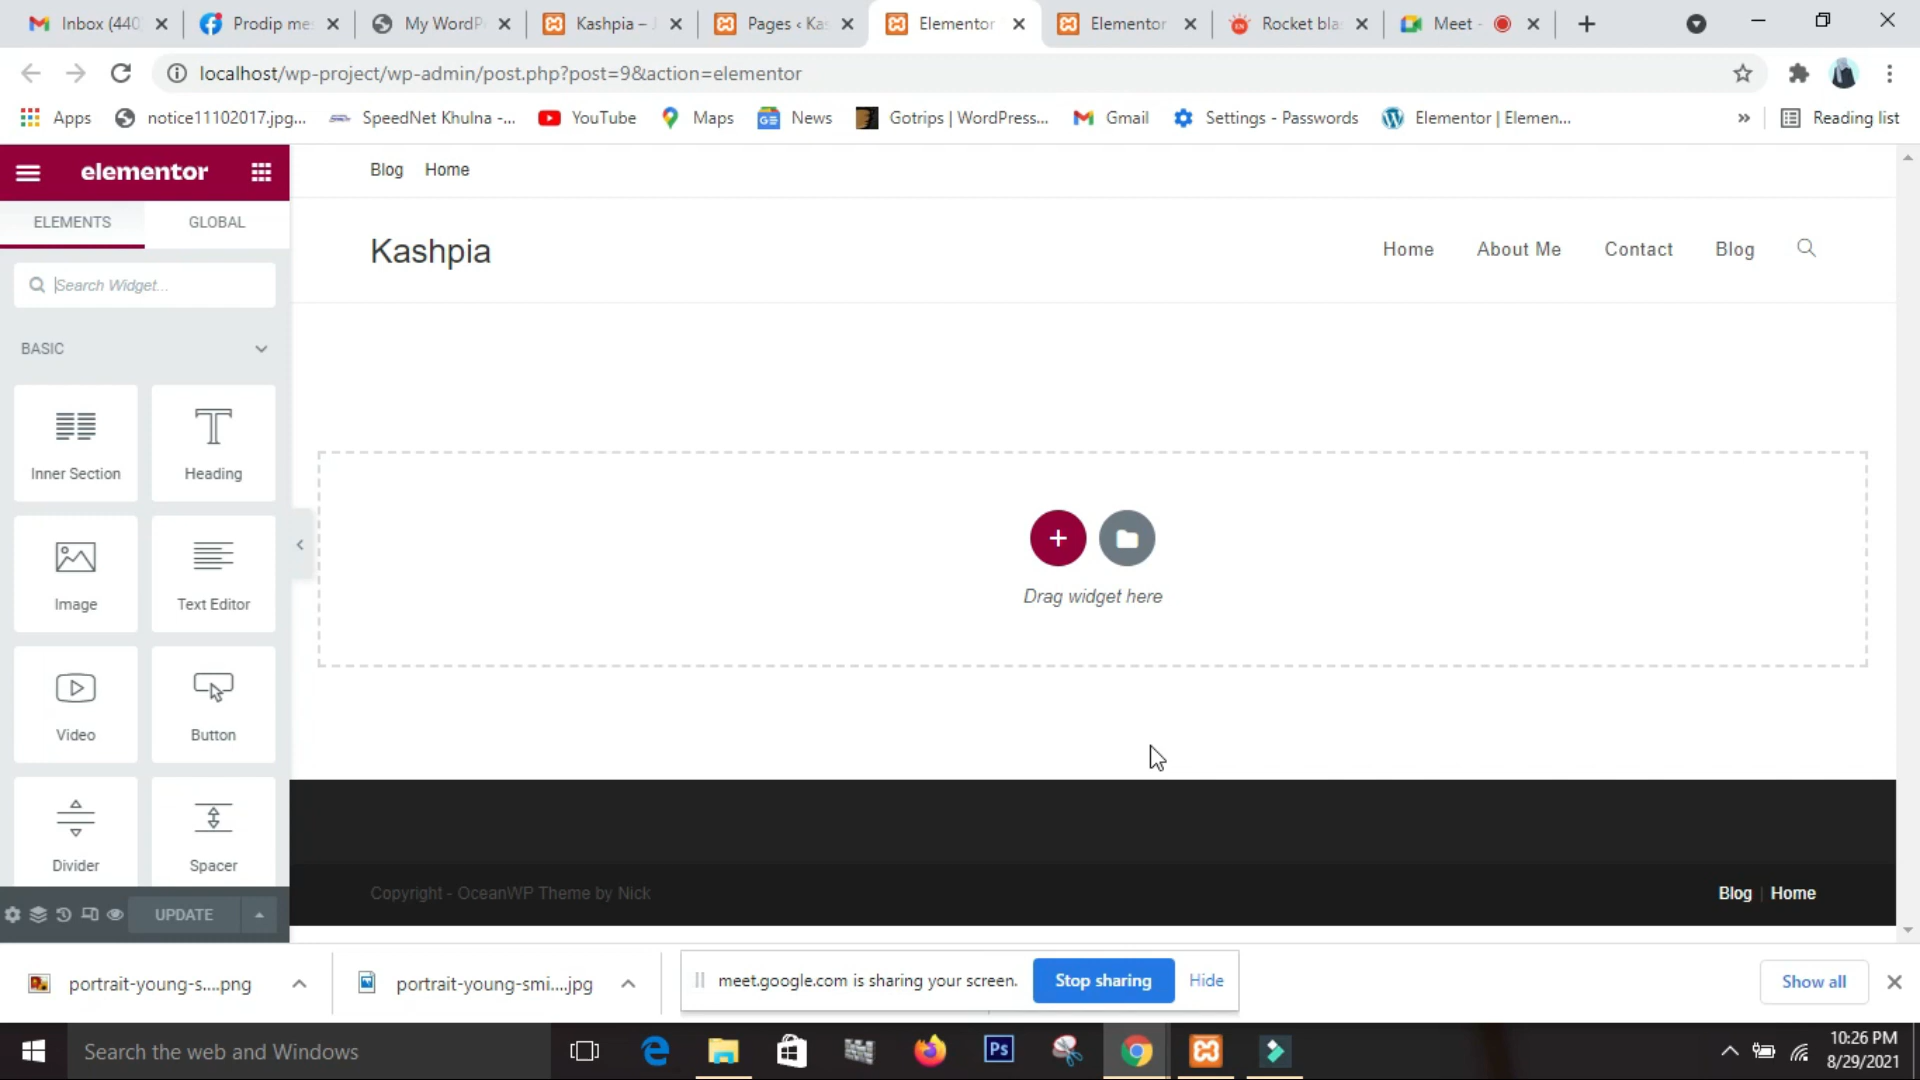 Inbox (440
Prodip me
My WordP
Kashpia – J
Pages ‹ Ka
Elementor
Elementor
Rocket bla
Meet -
localhost/wp-project/wp-admin/post.php?post=9&action=elementor
Apps
notice11102017.jpg...
SpeedNet Khulna -...
YouTube
Maps
News
Gotrips | WordPress...
Gmail
Settings - Passwords
Elementor | Elemen...
»
Reading list
elementor
ELEMENTS
GLOBAL
Search Widget...
BASIC
Inner Section
Heading
Image
Text Editor
Video
Button
Divider
Spacer
UPDATE
Blog Home
Kashpia
Home
About Me
Contact
Blog
Drag widget here
Copyright - OceanWP Theme by Nick
Blog | Home
portrait-young-s....png
portrait-young-smi....jpg
meet.google.com is sharing your screen.
Stop sharing
Hide
Show all
Search the web and Windows
Ps
10:26 PM
8/29/2021